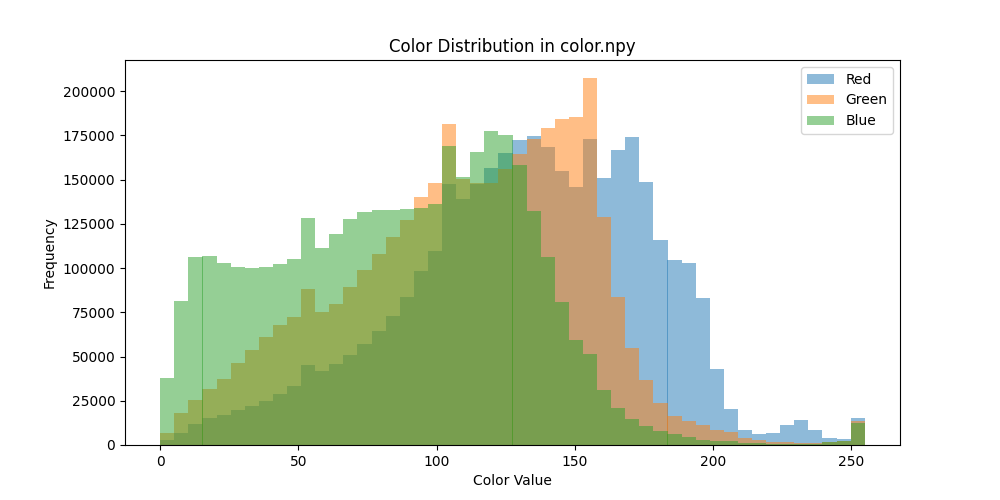 Color Distribution in color.npy
Red
Green
Blue
200000
175000
150000
125000
100000
75000
50000
25000
0
Frequency
0 50 100 150 200 250
Color Value